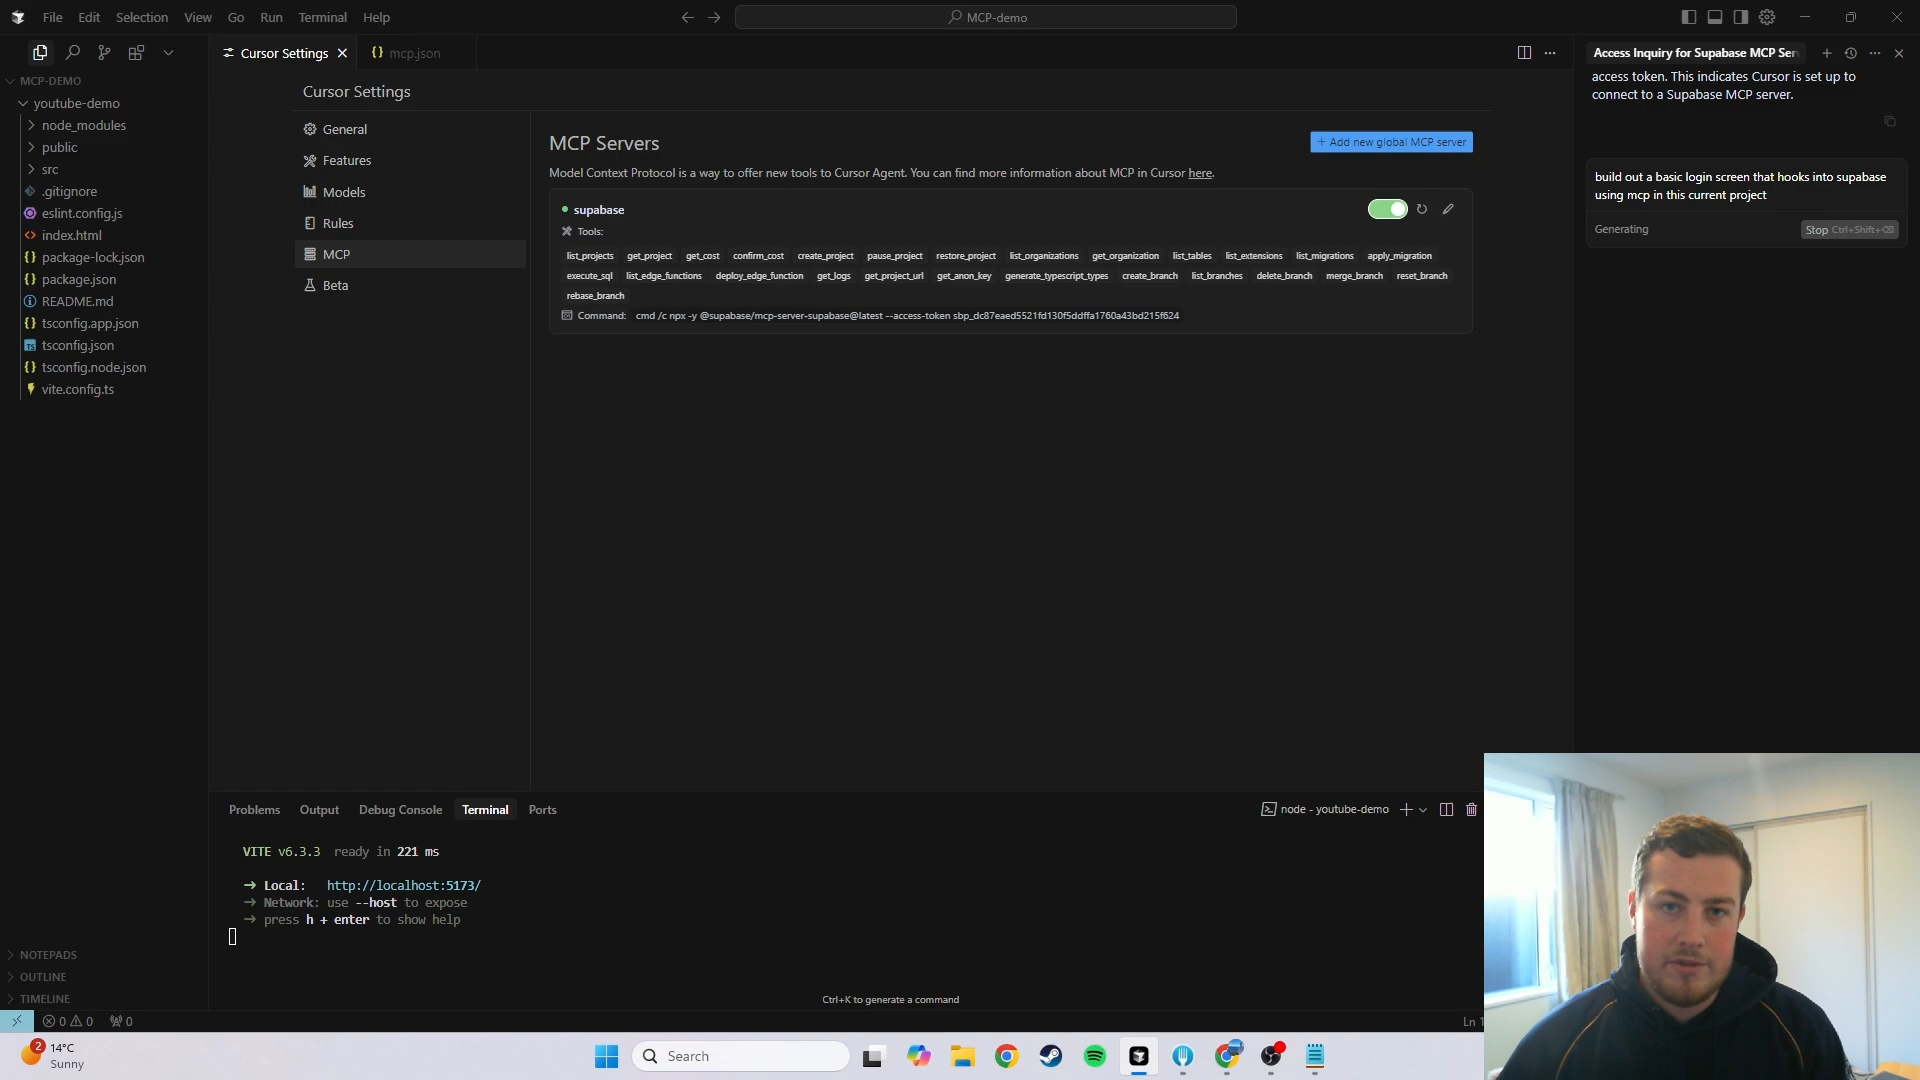 File Edit Selection View Go Run Terminal Help
MCP-demo
Cursor Settings
mcp.json
Access Inquiry for Supabase MCP Ser
MCP-DEMO
youtube-demo
node_modules
public
src
.gitignore
eslint.config.js
index.html
package-lock.json
package.json
README.md
tsconfig.app.json
tsconfig.json
tsconfig.node.json
vite.config.ts
NOTEPADS
OUTLINE
TIMELINE
Cursor Settings
General
Features
Models
Rules
MCP
Beta
MCP Servers
+ Add new global MCP server
Model Context Protocol is a way to offer new tools to Cursor Agent. You can find more information about MCP in Cursor here.
supabase
Tools:
list_projects get_project get_cost confirm_cost create_project pause_project restore_project list_organizations get_organization list_tables list_extensions list_migrations apply_migration
execute_sql list_edge_functions deploy_edge_function get_logs get_project_url get_anon_key generate_typescript_types create_branch list_branches delete_branch merge_branch reset_branch
rebase_branch
Command: cmd /c npx -y @supabase/mcp-server-supabase@latest --access-token sbp_dc87eaed5521fd130f5ddffa1760a43bd215f624
access token. This indicates Cursor is set up to
connect to a Supabase MCP server.
build out a basic login screen that hooks into supabase
using mcp in this current project
Generating
Stop Ctrl+Shift+⌫
Problems Output Debug Console Terminal Ports
node - youtube-demo
VITE v6.3.3 ready in 221 ms
➜ Local: http://localhost:5173/
➜ Network: use --host to expose
➜ press h + enter to show help
Ctrl+K to generate a command
0 0 0
Ln 1
2
14°C
Sunny
Search